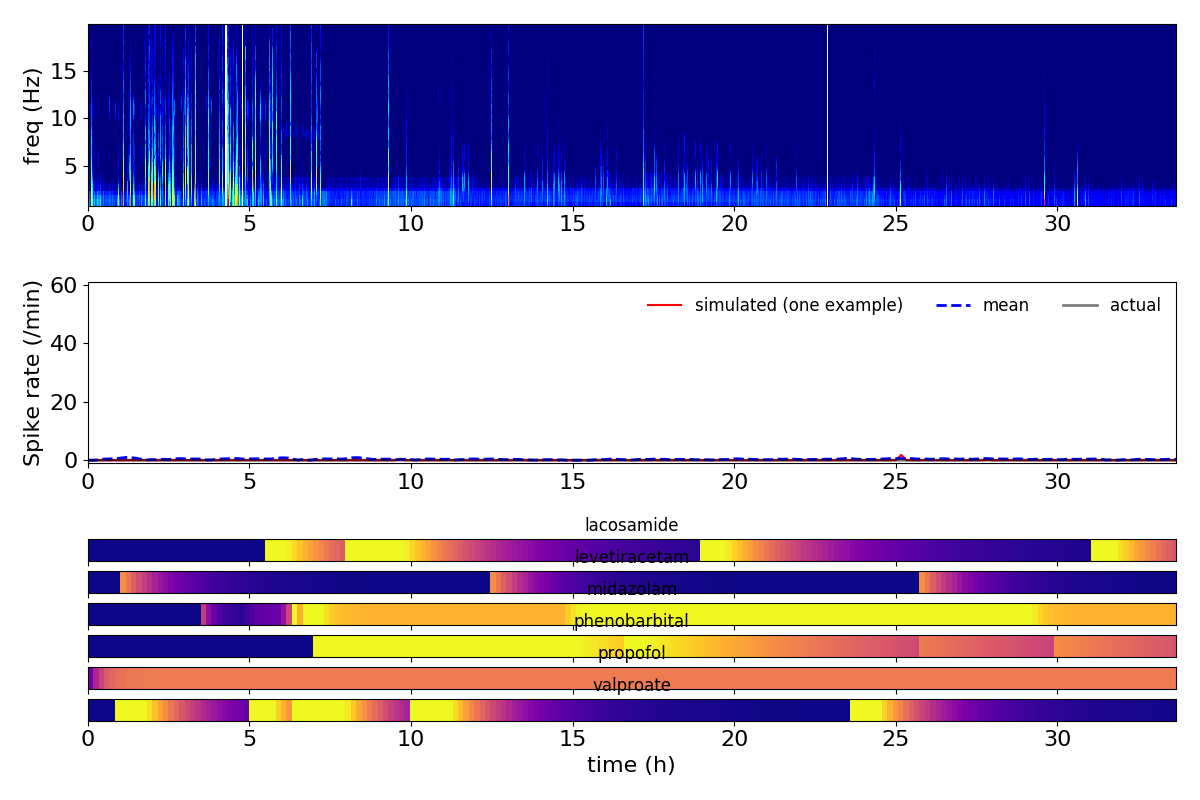 freq (Hz)
15
10
5
0 5 10 15 20 25 30
Spike rate (/min)
60
40
20
0
simulated (one example) mean actual
0 5 10 15 20 25 30
lacosamide
levetiracetam
midazolam
phenobarbital
propofol
valproate
0 5 10 15 20 25 30
time (h)